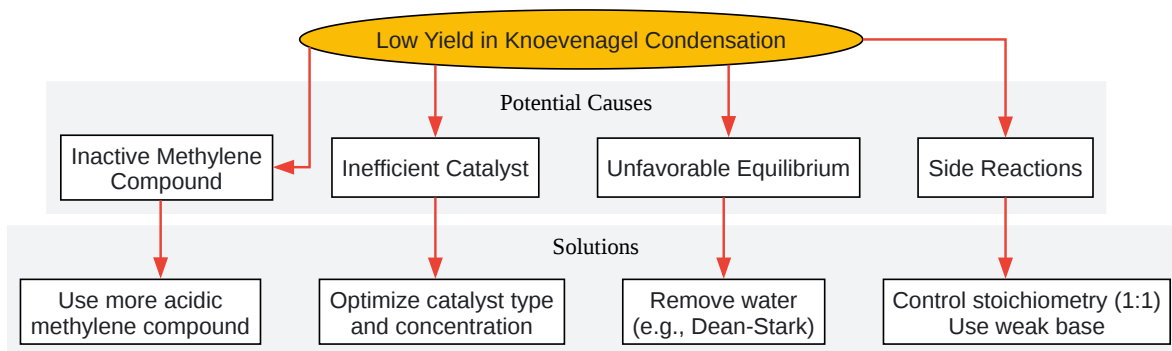 Low Yield in Knoevenagel Condensation
Potential Causes
Inactive Methylene
Compound
Inefficient Catalyst
Unfavorable Equilibrium
Side Reactions
Solutions
Use more acidic
methylene compound
Optimize catalyst type
and concentration
Remove water
(e.g., Dean-Stark)
Control stoichiometry (1:1)
Use weak base